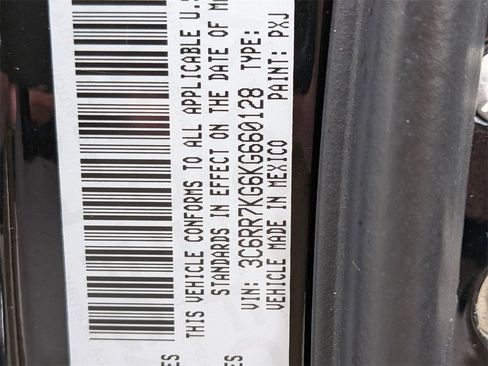 THIS VEHICLE CONFORMS TO ALL APPLICABLE U.S
STANDARDS IN EFFECT ON THE DATE OF M
VIN: 3C6RR7KG6KG660128 TYPE:
VEHICLE MADE IN MEXICO PAINT: PXJ